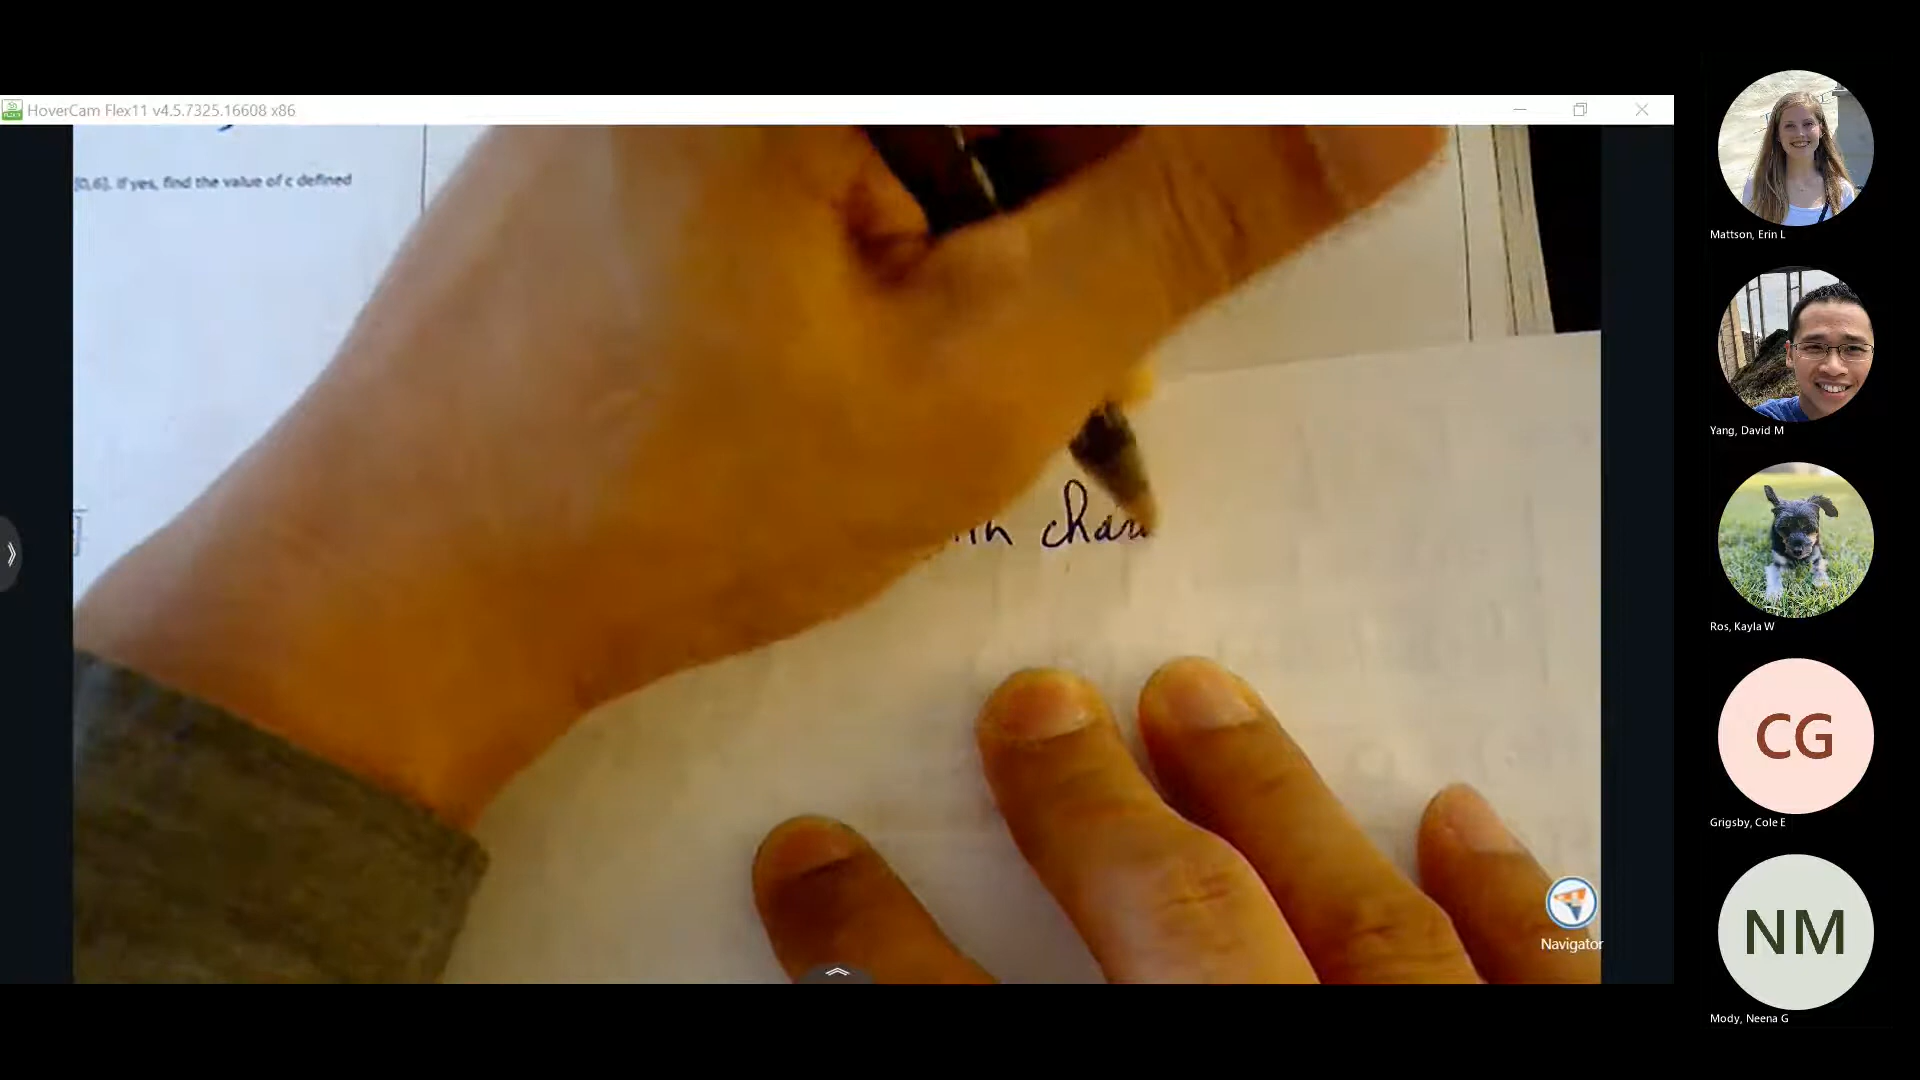 HoverCam Flex11 v4.5.7325.16608 x86
[0,6]. If yes, find the value of c defined
Navigator
Mattson, Erin L
Yang, David M
Ros, Kayla W
CG
Grigsby, Cole E
NM
Mody, Neena G